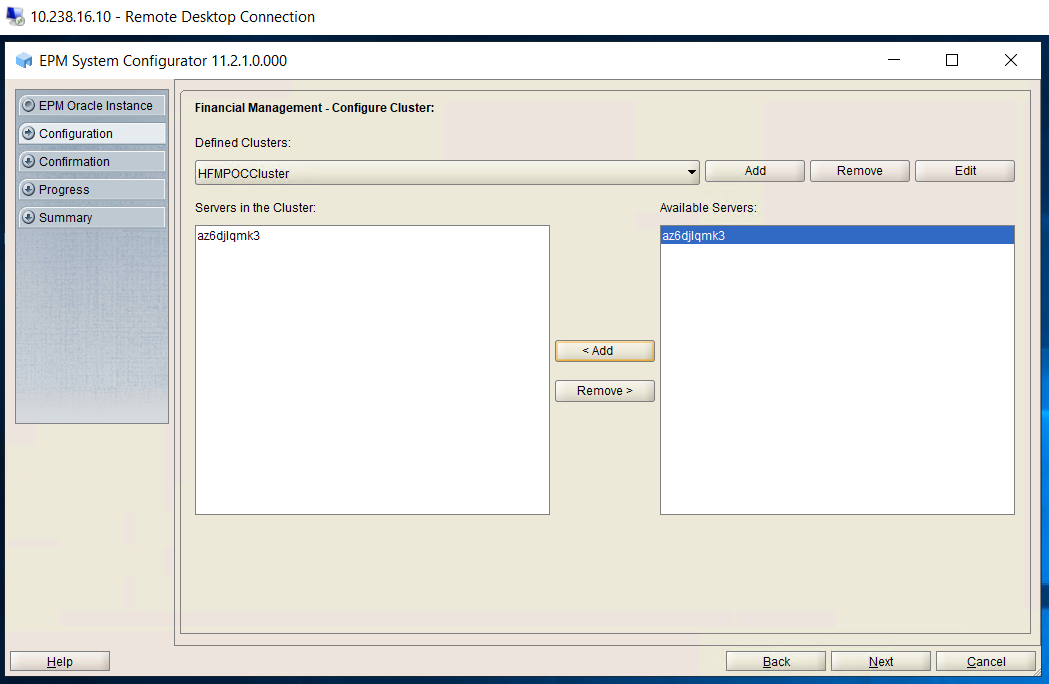 10.238.16.10 - Remote Desktop Connection
EPM System Configurator 11.2.1.0.000
EPM Oracle Instance
Configuration
Confirmation
Progress
Summary
Financial Management - Configure Cluster:
Defined Clusters:
HFMPOCCluster
Add
Remove
Edit
Servers in the Cluster:
Available Servers:
az6djlqmk3
az6djlqmk3
< Add
Remove >
Help
Back
Next
Cancel